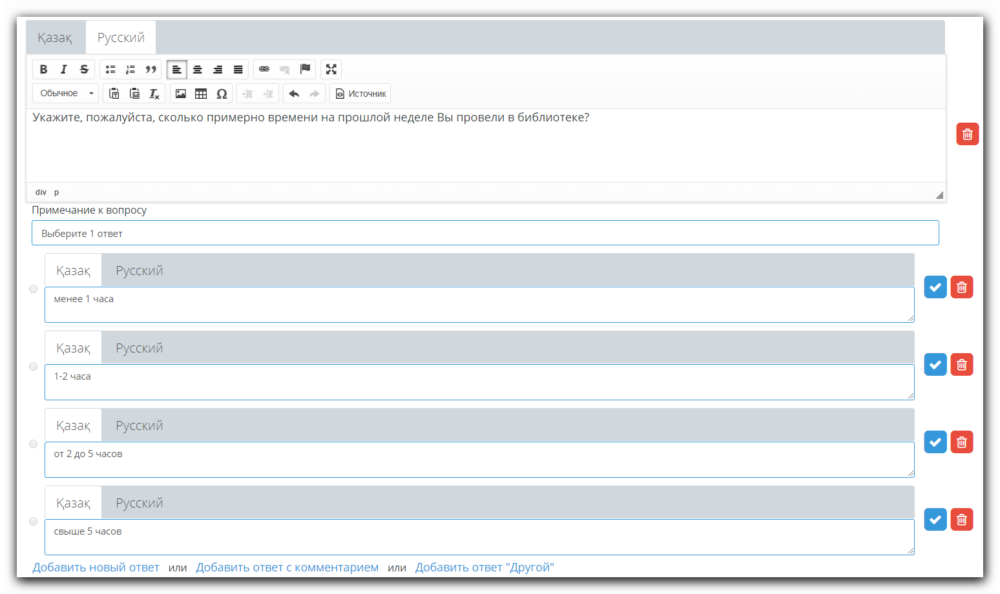 Қазақ Русский
Обычное Источник
Укажите, пожалуйста, сколько примерно времени на прошлой неделе Вы провели в библиотеке?
div p
Примечание к вопросу
Выберите 1 ответ
Қазақ Русский
менее 1 часа
Қазақ Русский
1-2 часа
Қазақ Русский
от 2 до 5 часов
Қазақ Русский
свыше 5 часов
Добавить новый ответ или Добавить ответ с комментарием или Добавить ответ "Другой"